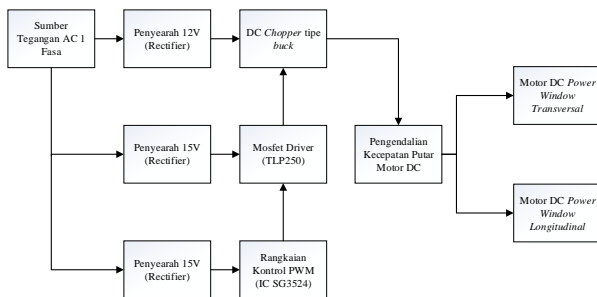 Sumber
Tegangan AC 1
Fasa
Penyearah 12V
(Rectifier)
DC Chopper tipe
buck
Motor DC Power
Window
Transversal
Penyearah 15V
(Rectifier)
Mosfet Driver
(TLP250)
Pengendalian
Kecepatan Putar
Motor DC
Motor DC Power
Window
Longitudinal
Penyearah 15V
(Rectifier)
Rangkaian
Kontrol PWM
(IC SG3524)